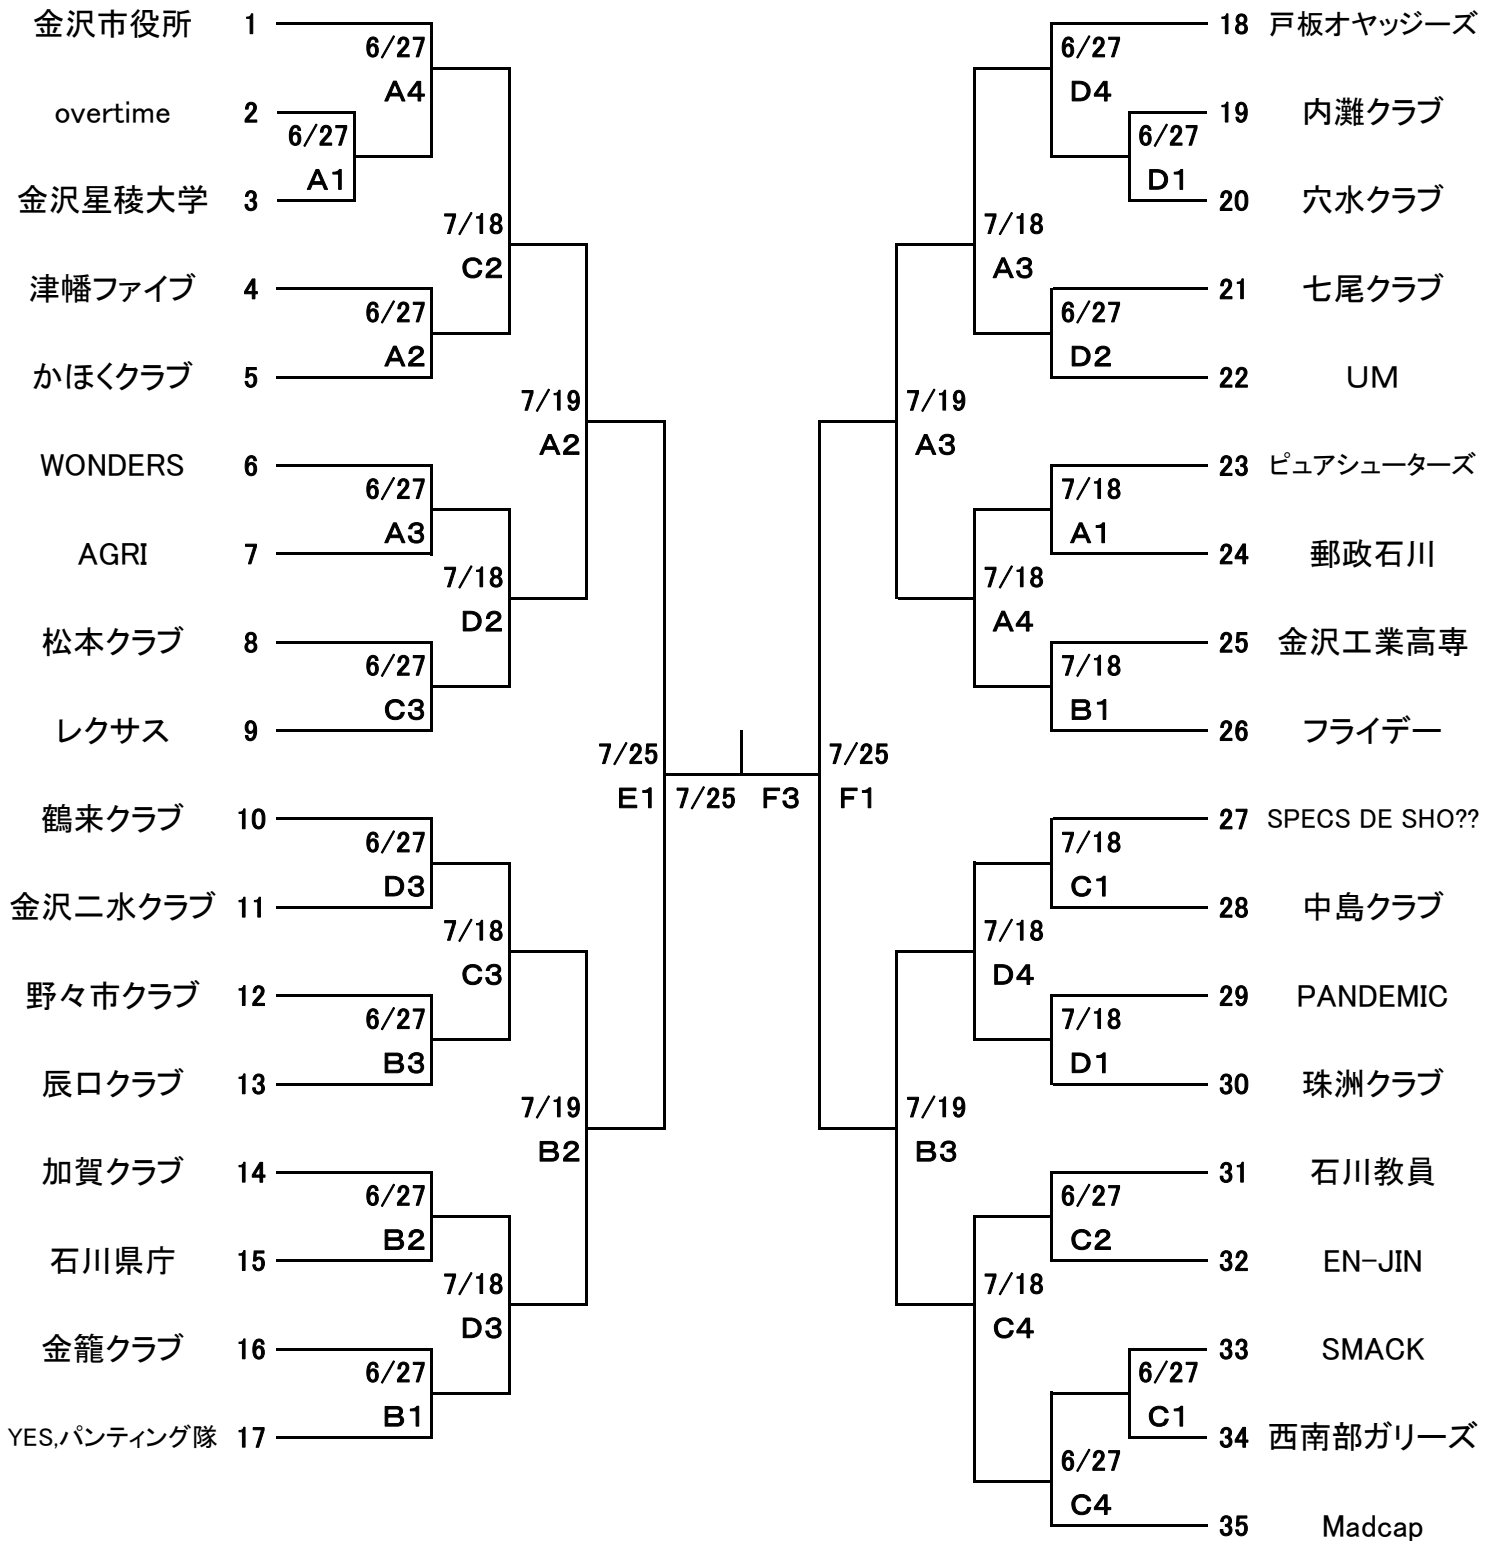 金沢市役所 1
6/27
A4
overtime 2
6/27
A1
金沢星稜大学 3
7/18
C2
津幡ファイブ 4
6/27
A2
かほくクラブ 5
7/19
A2
WONDERS 6
6/27
A3
AGRI 7
7/18
D2
松本クラブ 8
6/27
C3
レクサス 9
7/25
E1
鶴来クラブ 10
6/27
D3
金沢二水クラブ 11
7/18
C3
野々市クラブ 12
6/27
B3
辰口クラブ 13
7/19
B2
加賀クラブ 14
6/27
B2
石川県庁 15
7/18
D3
金籠クラブ 16
6/27
B1
YES,パンティング隊 17
7/25 F3
18 戸板オヤッジーズ
6/27
D4
19 内灘クラブ
6/27
D1
20 穴水クラブ
7/18
A3
21 七尾クラブ
6/27
D2
22 UM
7/19
A3
23 ピュアシューターズ
7/18
A1
24 郵政石川
7/18
A4
25 金沢工業高専
7/18
B1
26 フライデー
7/25
F1
27 SPECS DE SHO??
7/18
C1
28 中島クラブ
7/18
D4
29 PANDEMIC
7/18
D1
30 珠洲クラブ
7/19
B3
31 石川教員
6/27
C2
32 EN-JIN
7/18
C4
33 SMACK
6/27
C1
34 西南部ガリーズ
6/27
C4
35 Madcap